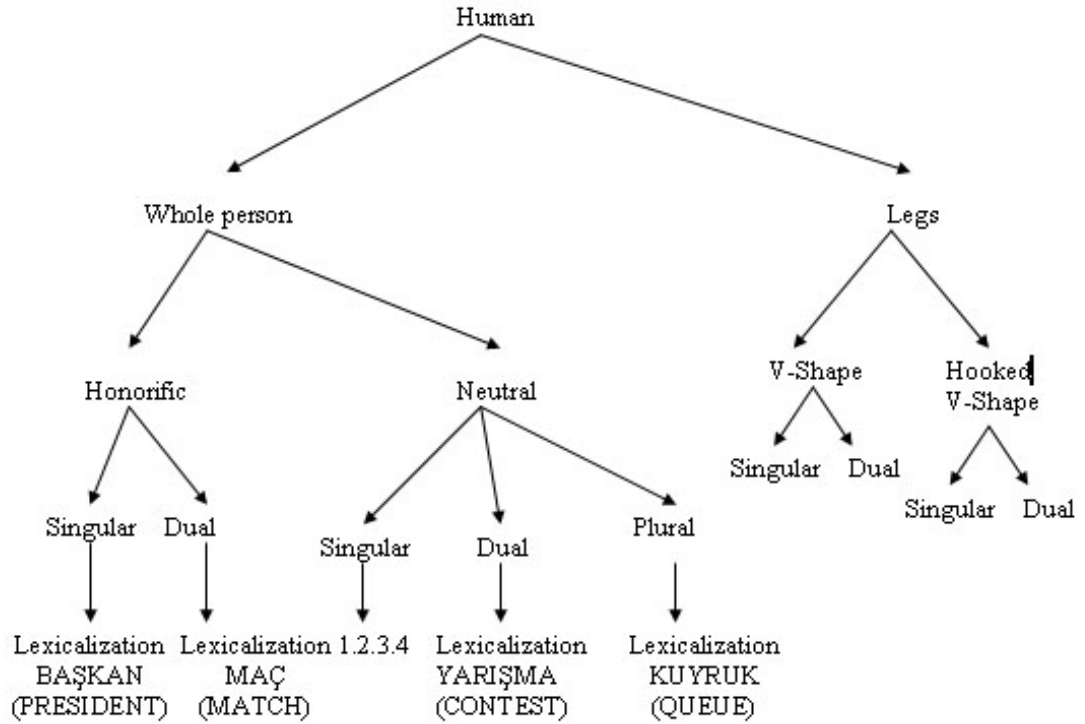 Human
Whole person
Legs
Honorific
Neutral
V-Shape
Hooked
V-Shape
Singular Dual
Singular Dual
Singular Dual
Singular Dual Plural
Lexicalization Lexicalization 1.2.3.4 Lexicalization Lexicalization
BAŞKAN MAÇ YARIŞMA KUYRUK
(PRESIDENT) (MATCH) (CONTEST) (QUEUE)